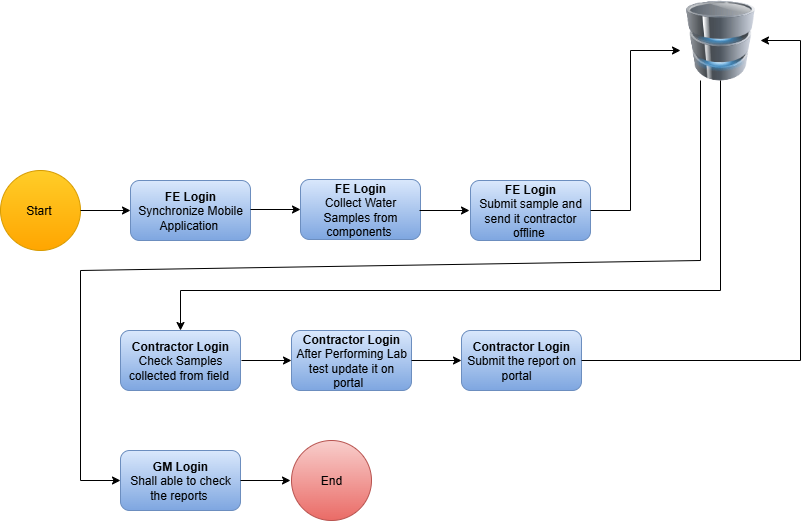 Start
FE Login
Synchronize Mobile
Application
FE Login
Collect Water
Samples from
components
FE Login
Submit sample and
send it contractor
offline
Contractor Login
Check Samples
collected from field
Contractor Login
After Performing Lab
test update it on
portal
Contractor Login
Submit the report on
portal
GM Login
Shall able to check
the reports
End